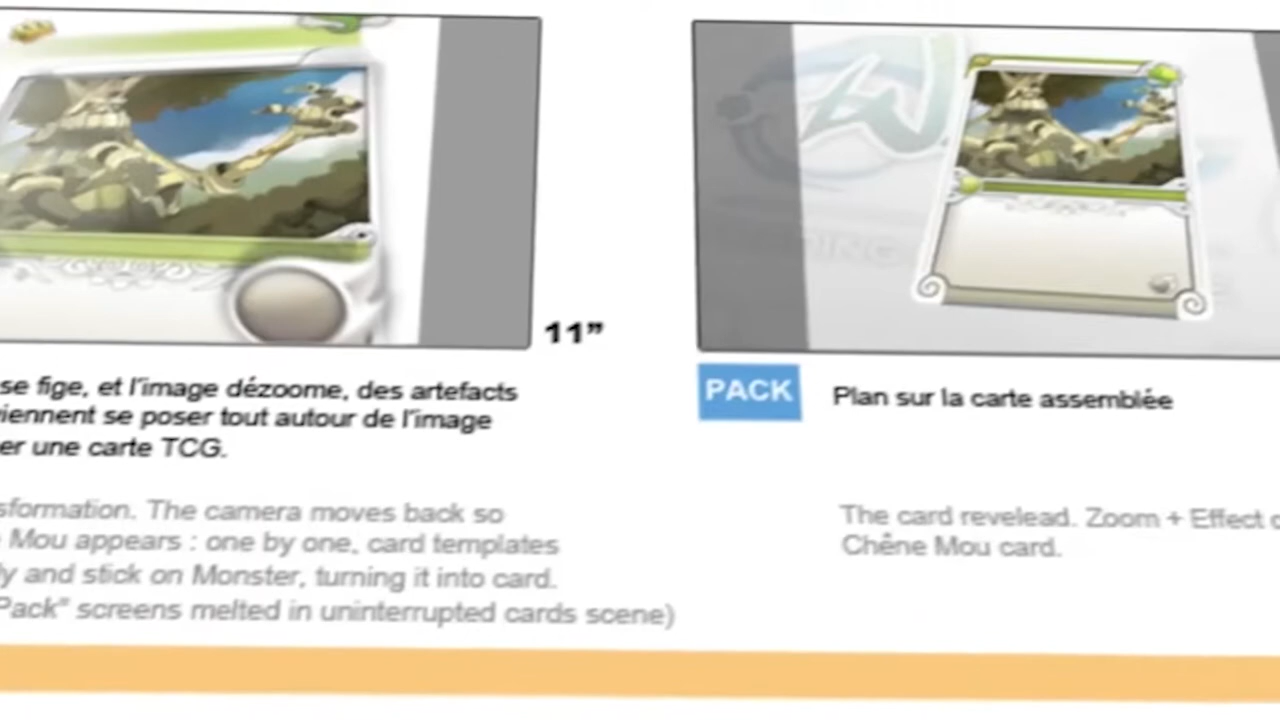 11”
se fige, et l'image dézoome, des artefacts
viennent se poser tout autour de l'image
er une carte TCG.
sformation. The camera moves back so
Mou appears : one by one, card templates
ly and stick on Monster, turning it into card.
Pack" screens melted in uninterrupted cards scene)
PACK
Plan sur la carte assemblée
The card revelead. Zoom + Effect
Chêne Mou card.